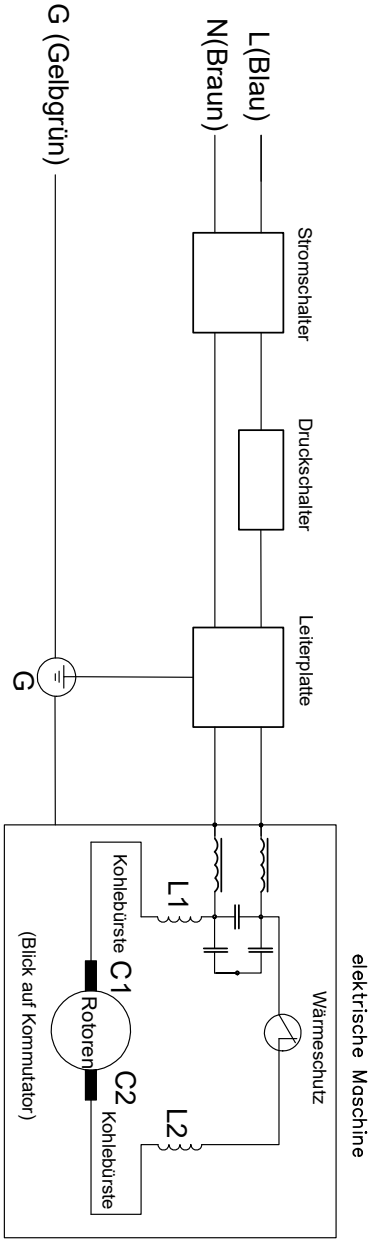 L(Blau)
N(Braun)
G (Gelbgrün)
Stromschalter
Druckschalter
Leiterplatte
G
elektrische Maschine
Wärmeschutz
L1
L2
Kohlebürste
C1
Rotoren
C2
Kohlebürste
(Blick auf Kommutator)